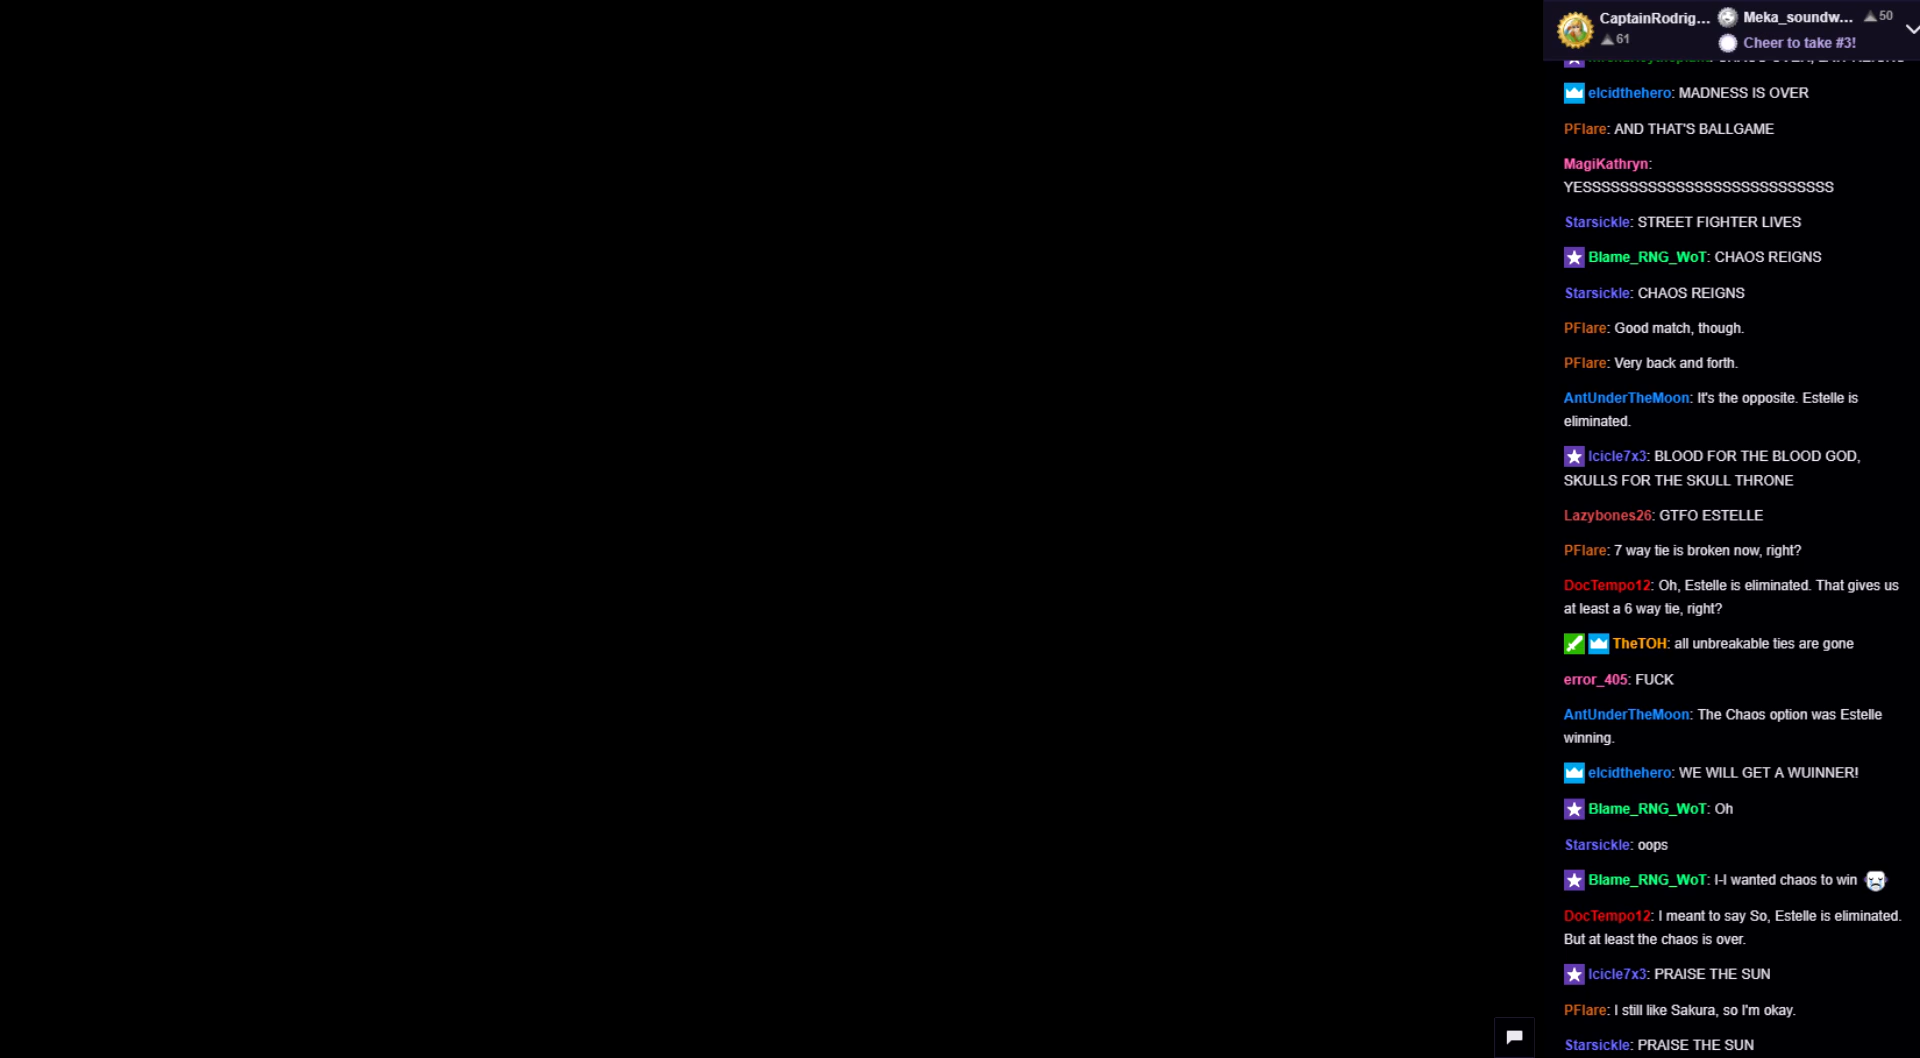 CaptainRodrig... Meka_soundw... 50
61 Cheer to take #3!
elcidthehero: MADNESS IS OVER
PFlare: AND THAT'S BALLGAME
MagiKathryn:
YESSSSSSSSSSSSSSSSSSSSSSSSSSS
Starsickle: STREET FIGHTER LIVES
Blame_RNG_WoT: CHAOS REIGNS
Starsickle: CHAOS REIGNS
PFlare: Good match, though.
PFlare: Very back and forth.
AntUnderTheMoon: It's the opposite. Estelle is
eliminated.
Icicle7x3: BLOOD FOR THE BLOOD GOD,
SKULLS FOR THE SKULL THRONE
Lazybones26: GTFO ESTELLE
PFlare: 7 way tie is broken now, right?
DocTempo12: Oh, Estelle is eliminated. That gives us
at least a 6 way tie, right?
TheTOH: all unbreakable ties are gone
error_405: FUCK
AntUnderTheMoon: The Chaos option was Estelle
winning.
elcidthehero: WE WILL GET A WUINNER!
Blame_RNG_WoT: Oh
Starsickle: oops
Blame_RNG_WoT: I-I wanted chaos to win
DocTempo12: I meant to say So, Estelle is eliminated.
But at least the chaos is over.
Icicle7x3: PRAISE THE SUN
PFlare: I still like Sakura, so I'm okay.
Starsickle: PRAISE THE SUN